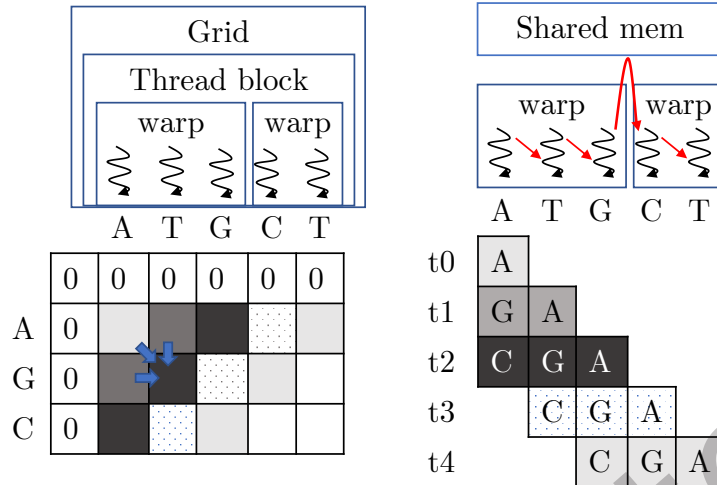 Grid
Thread block
warp warp
A T G C T
0 0 0 0 0 0
A 0
G 0
C 0
Shared mem
warp warp
A T G C T
t0 A
t1 G A
t2 C G A
t3 C G A
t4 C G A